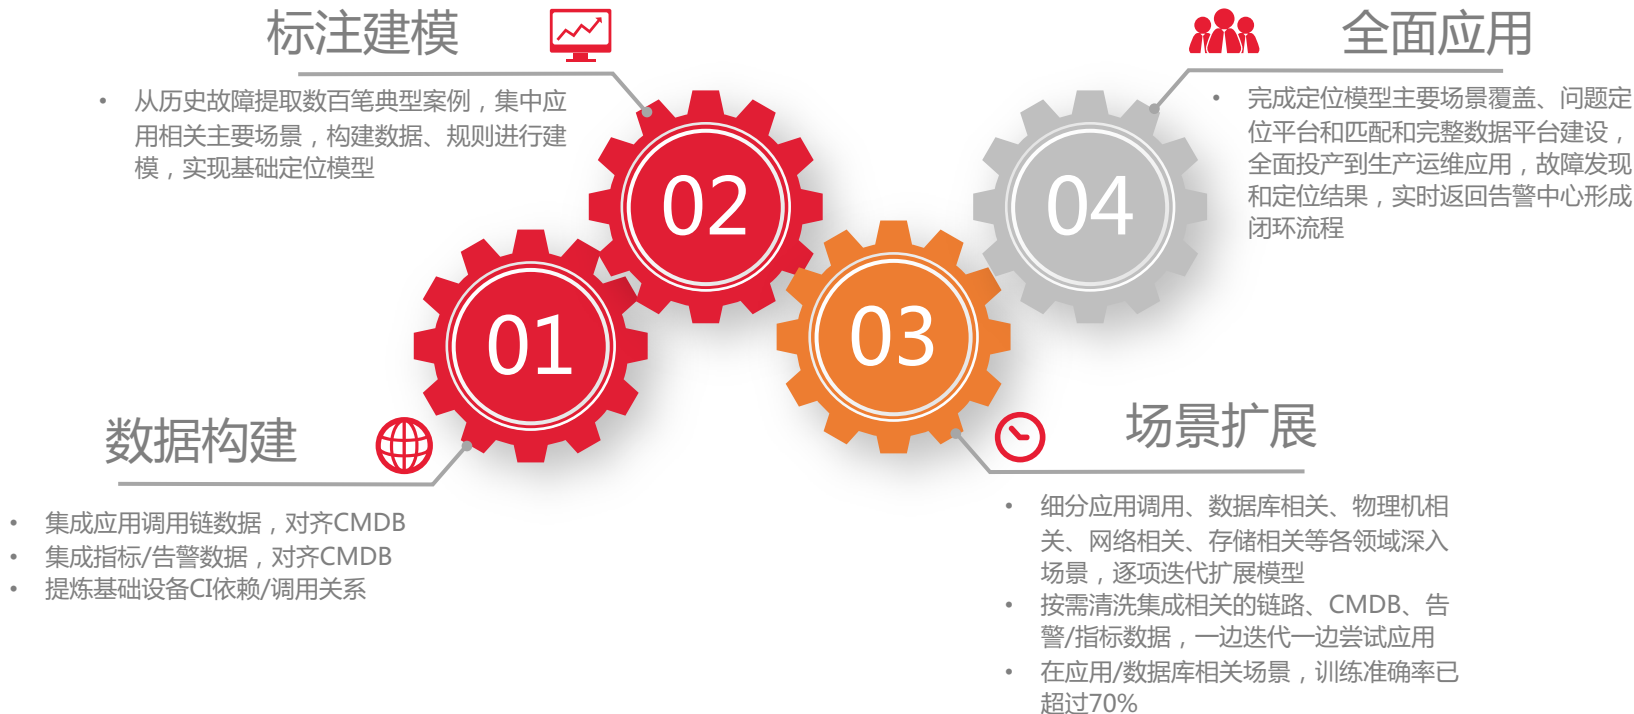 标注建模
• 从历史故障提取数百笔典型案例，集中应
用相关主要场景，构建数据、规则进行建
模，实现基础定位模型
全面应用
• 完成定位模型主要场景覆盖、问题定
位平台和匹配和完整数据平台建设，
全面投产到生产运维应用，故障发现
和定位结果，实时返回告警中心形成
闭环流程
02
04
01
03
数据构建
• 集成应用调用链数据，对齐CMDB
• 集成指标/告警数据，对齐CMDB
• 提炼基础设备CI依赖/调用关系
场景扩展
• 细分应用调用、数据库相关、物理机相
关、网络相关、存储相关等各领域深入
场景，逐项迭代扩展模型
• 按需清洗集成相关的链路、CMDB、告
警/指标数据，一边迭代一边尝试应用
• 在应用/数据库相关场景，训练准确率已
超过70%